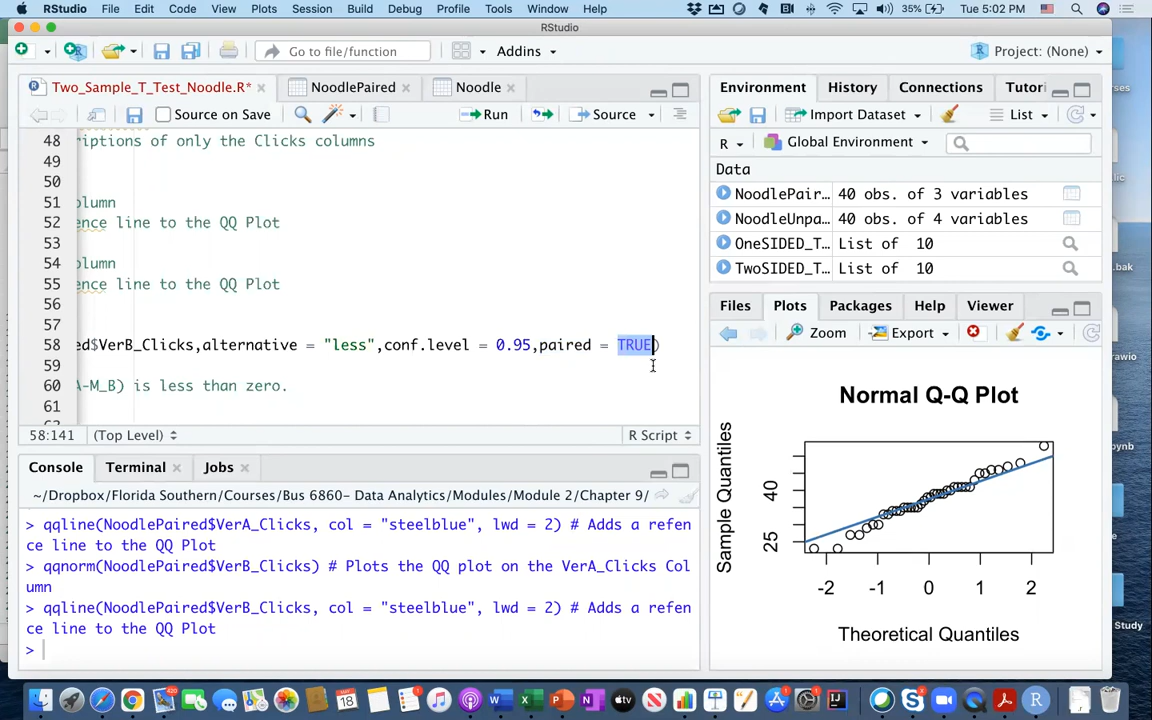 RStudio File Edit Code View Plots Session Build Debug Profile Tools Window Help 35% Tue 5:02 PM
RStudio
Go to file/function Addins Project: (None)
Two_Sample_T_Test_Noodle.R* NoodlePaired Noodle
Source on Save Run Source
48 riptions of only the Clicks columns
49
50
51 olumn
52 ence line to the QQ Plot
53
54 olumn
55 ence line to the QQ Plot
56
57
58 ed$VerB_Clicks,alternative = "less",conf.level = 0.95,paired = TRUE)
59
60 A-M_B) is less than zero.
61
58:141 (Top Level) R Script
Console Terminal Jobs
~/Dropbox/Florida Southern/Courses/Bus 6860- Data Analytics/Modules/Module 2/Chapter 9/
> qqline(NoodlePaired$VerA_Clicks, col = "steelblue", lwd = 2) # Adds a refen
ce line to the QQ Plot
> qqnorm(NoodlePaired$VerB_Clicks) # Plots the QQ plot on the VerA_Clicks Col
umn
> qqline(NoodlePaired$VerB_Clicks, col = "steelblue", lwd = 2) # Adds a refen
ce line to the QQ Plot
>
Environment History Connections Tutori
Import Dataset List
R Global Environment
Data
NoodlePair… 40 obs. of 3 variables
NoodleUnpa… 40 obs. of 4 variables
OneSIDED_T… List of 10
TwoSIDED_T… List of 10
Files Plots Packages Help Viewer
Zoom Export
Normal Q-Q Plot
Sample Quantiles
40
25
-2 -1 0 1 2
Theoretical Quantiles
rses
lic
.bak
rawio
ynb
Study
420
JAN
18